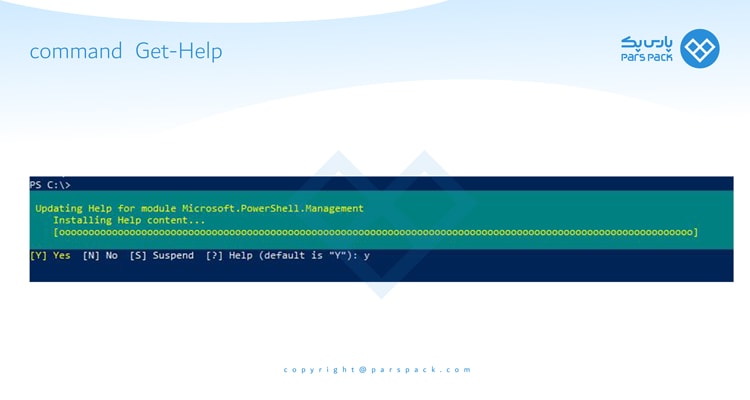 command Get-Help
پارس پک
Pars Pack
PS C:\>
Updating Help for module Microsoft.PowerShell.Management
Installing Help content...
[oooooooooooooooooooooooooooooooooooooooooooooooooooooooooooooooooooooooooooooooooooooooooooooooooooooooooooo]
[Y] Yes [N] No [S] Suspend [?] Help (default is "Y"): y
copyright@parspack.com